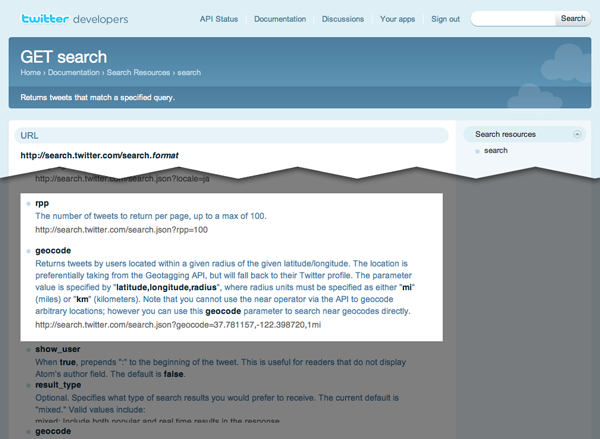 twitter developers
API Status Documentation Discussions Your apps Sign out Search
GET search
Home › Documentation › Search Resources › search
Returns tweets that match a specified query.
URL
http://search.twitter.com/search.format
Search resources
search
http://search.twitter.com/search.json?locale=ja
rpp
The number of tweets to return per page, up to a max of 100.
http://search.twitter.com/search.json?rpp=100
geocode
Returns tweets by users located within a given radius of the given latitude/longitude. The location is
preferentially taking from the Geotagging API, but will fall back to their Twitter profile. The parameter
value is specified by "latitude,longitude,radius", where radius units must be specified as either "mi"
(miles) or "km" (kilometers). Note that you cannot use the near operator via the API to geocode
arbitrary locations; however you can use this geocode parameter to search near geocodes directly.
http://search.twitter.com/search.json?geocode=37.781157,-122.398720,1mi
show_user
When true, prepends ":" to the beginning of the tweet. This is useful for readers that do not display
Atom's author field. The default is false.
result_type
Optional. Specifies what type of search results you would prefer to receive. The current default is
"mixed." Valid values include:
mixed: Include both popular and real time results in the response
geocode